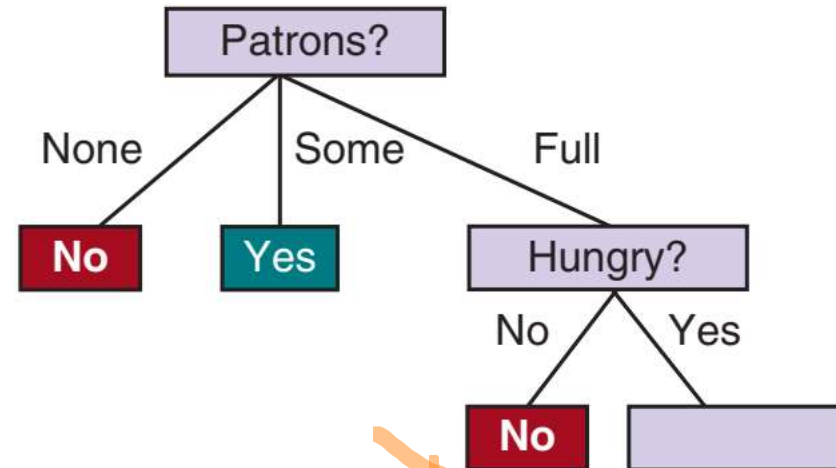 Patrons?
None Some Full
No Yes Hungry?
No Yes
No